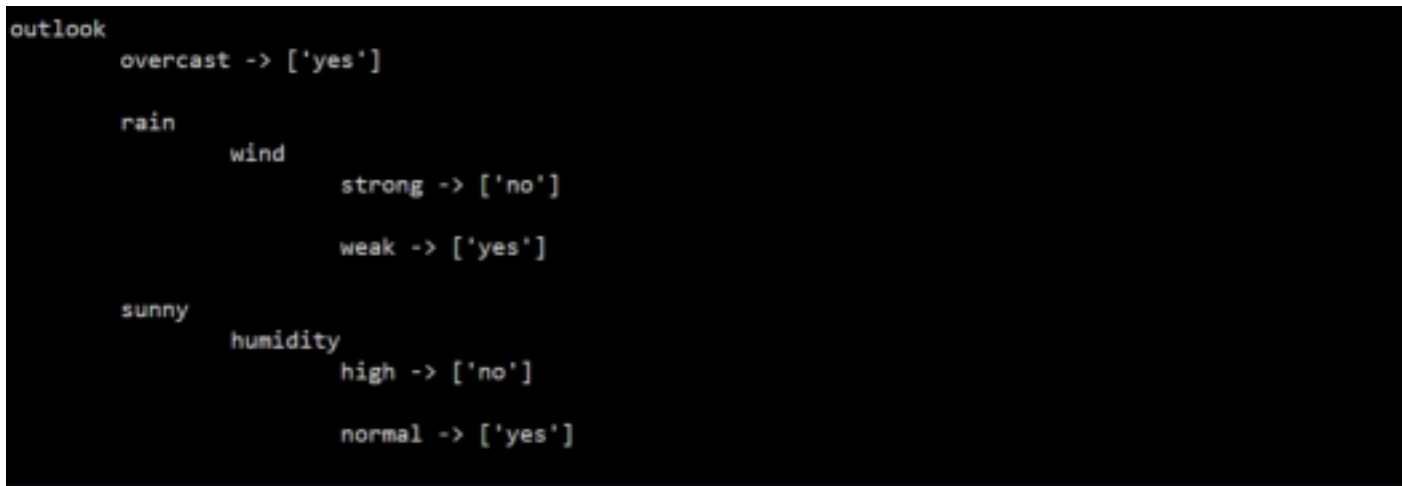 outlook
overcast -> ['yes']
rain
wind
strong -> ['no']
weak -> ['yes']
sunny
humidity
high -> ['no']
normal -> ['yes']